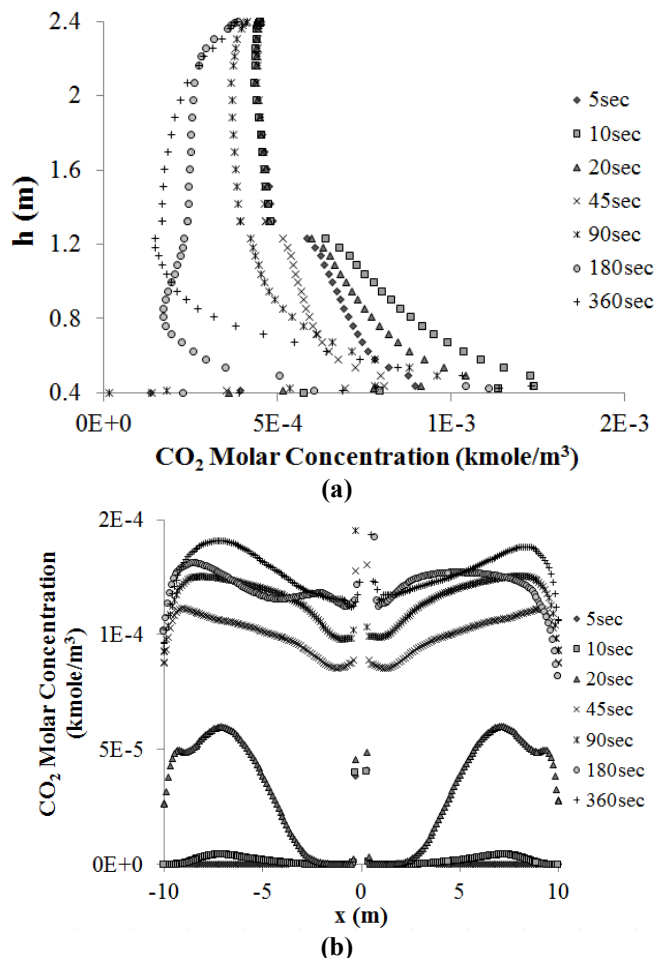 2.4
2
1.6
1.2
0.8
0.4
h (m)
0E+0
5E-4
1E-3
2E-3
CO₂ Molar Concentration (kmole/m³)
5sec
10sec
20sec
45sec
90sec
180sec
360sec
(a)
2E-4
1E-4
5E-5
0E+0
CO₂ Molar Concentration
(kmole/m³)
-10
-5
0
5
10
x (m)
5sec
10sec
20sec
45sec
90sec
180sec
360sec
(b)